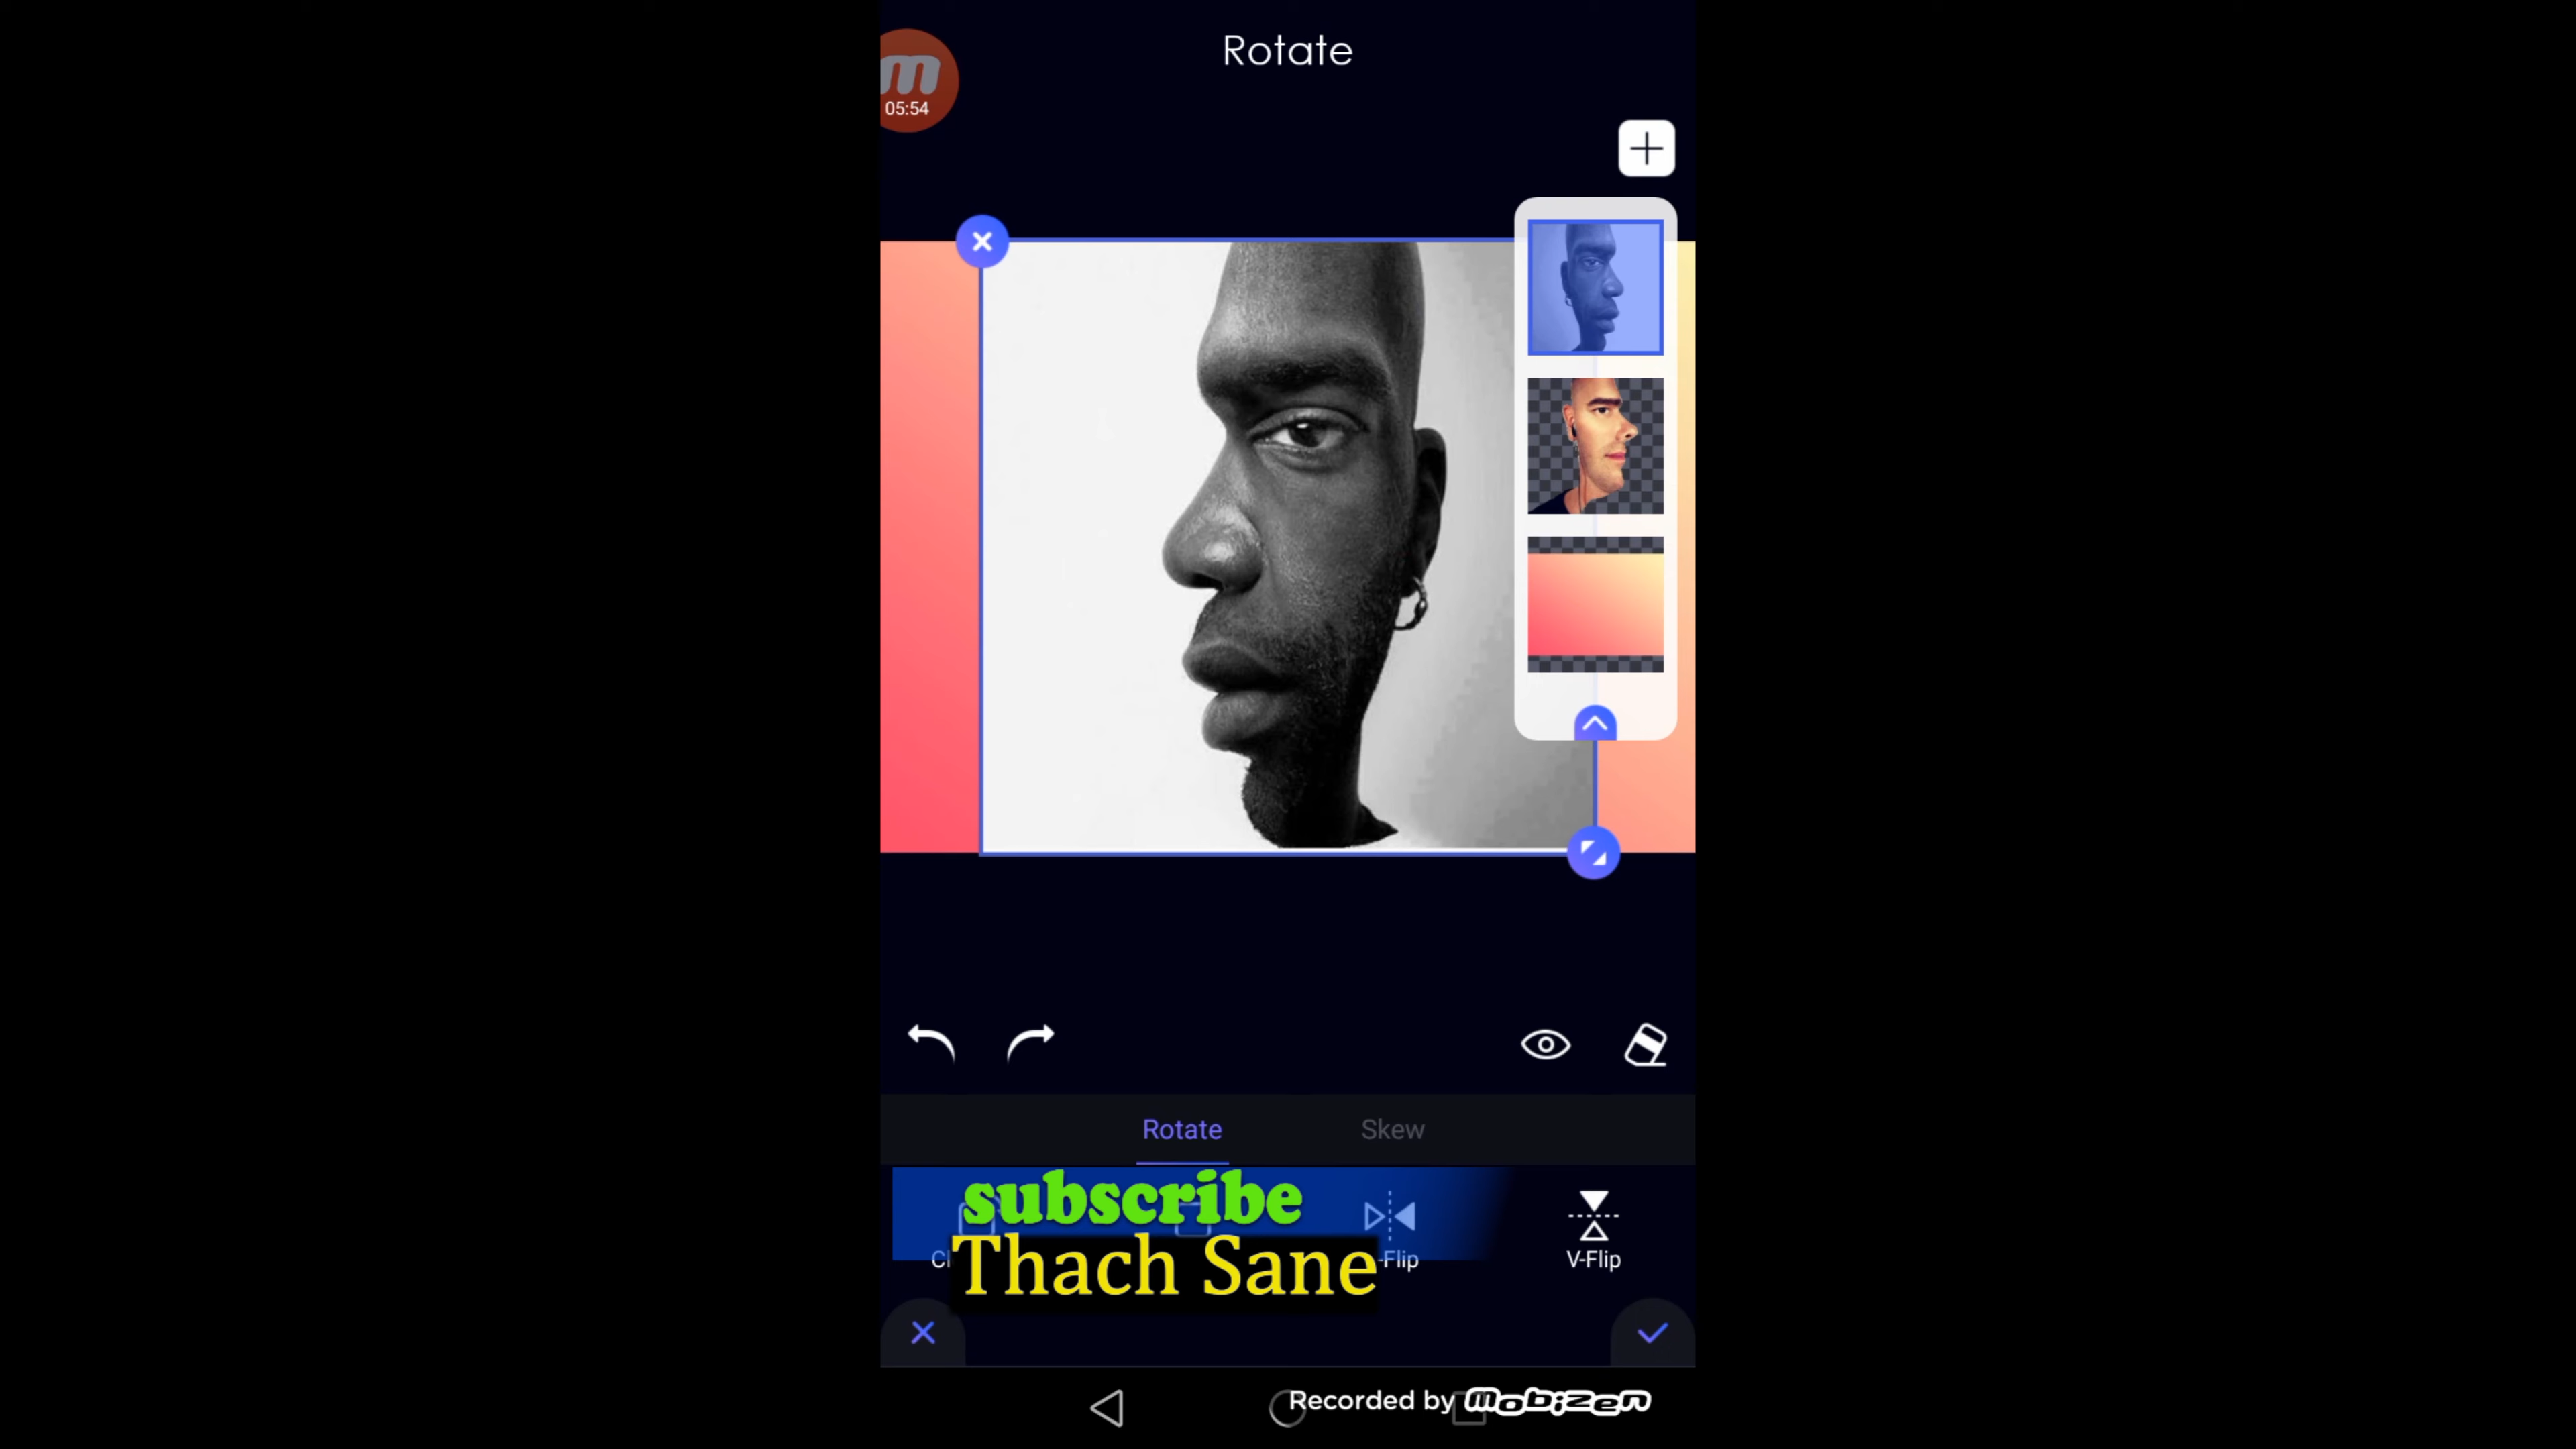 Rotate
m
05:54
Rotate
Skew
subscribe
-Flip
V-Flip
Thach Sane
Recorded by mobizen